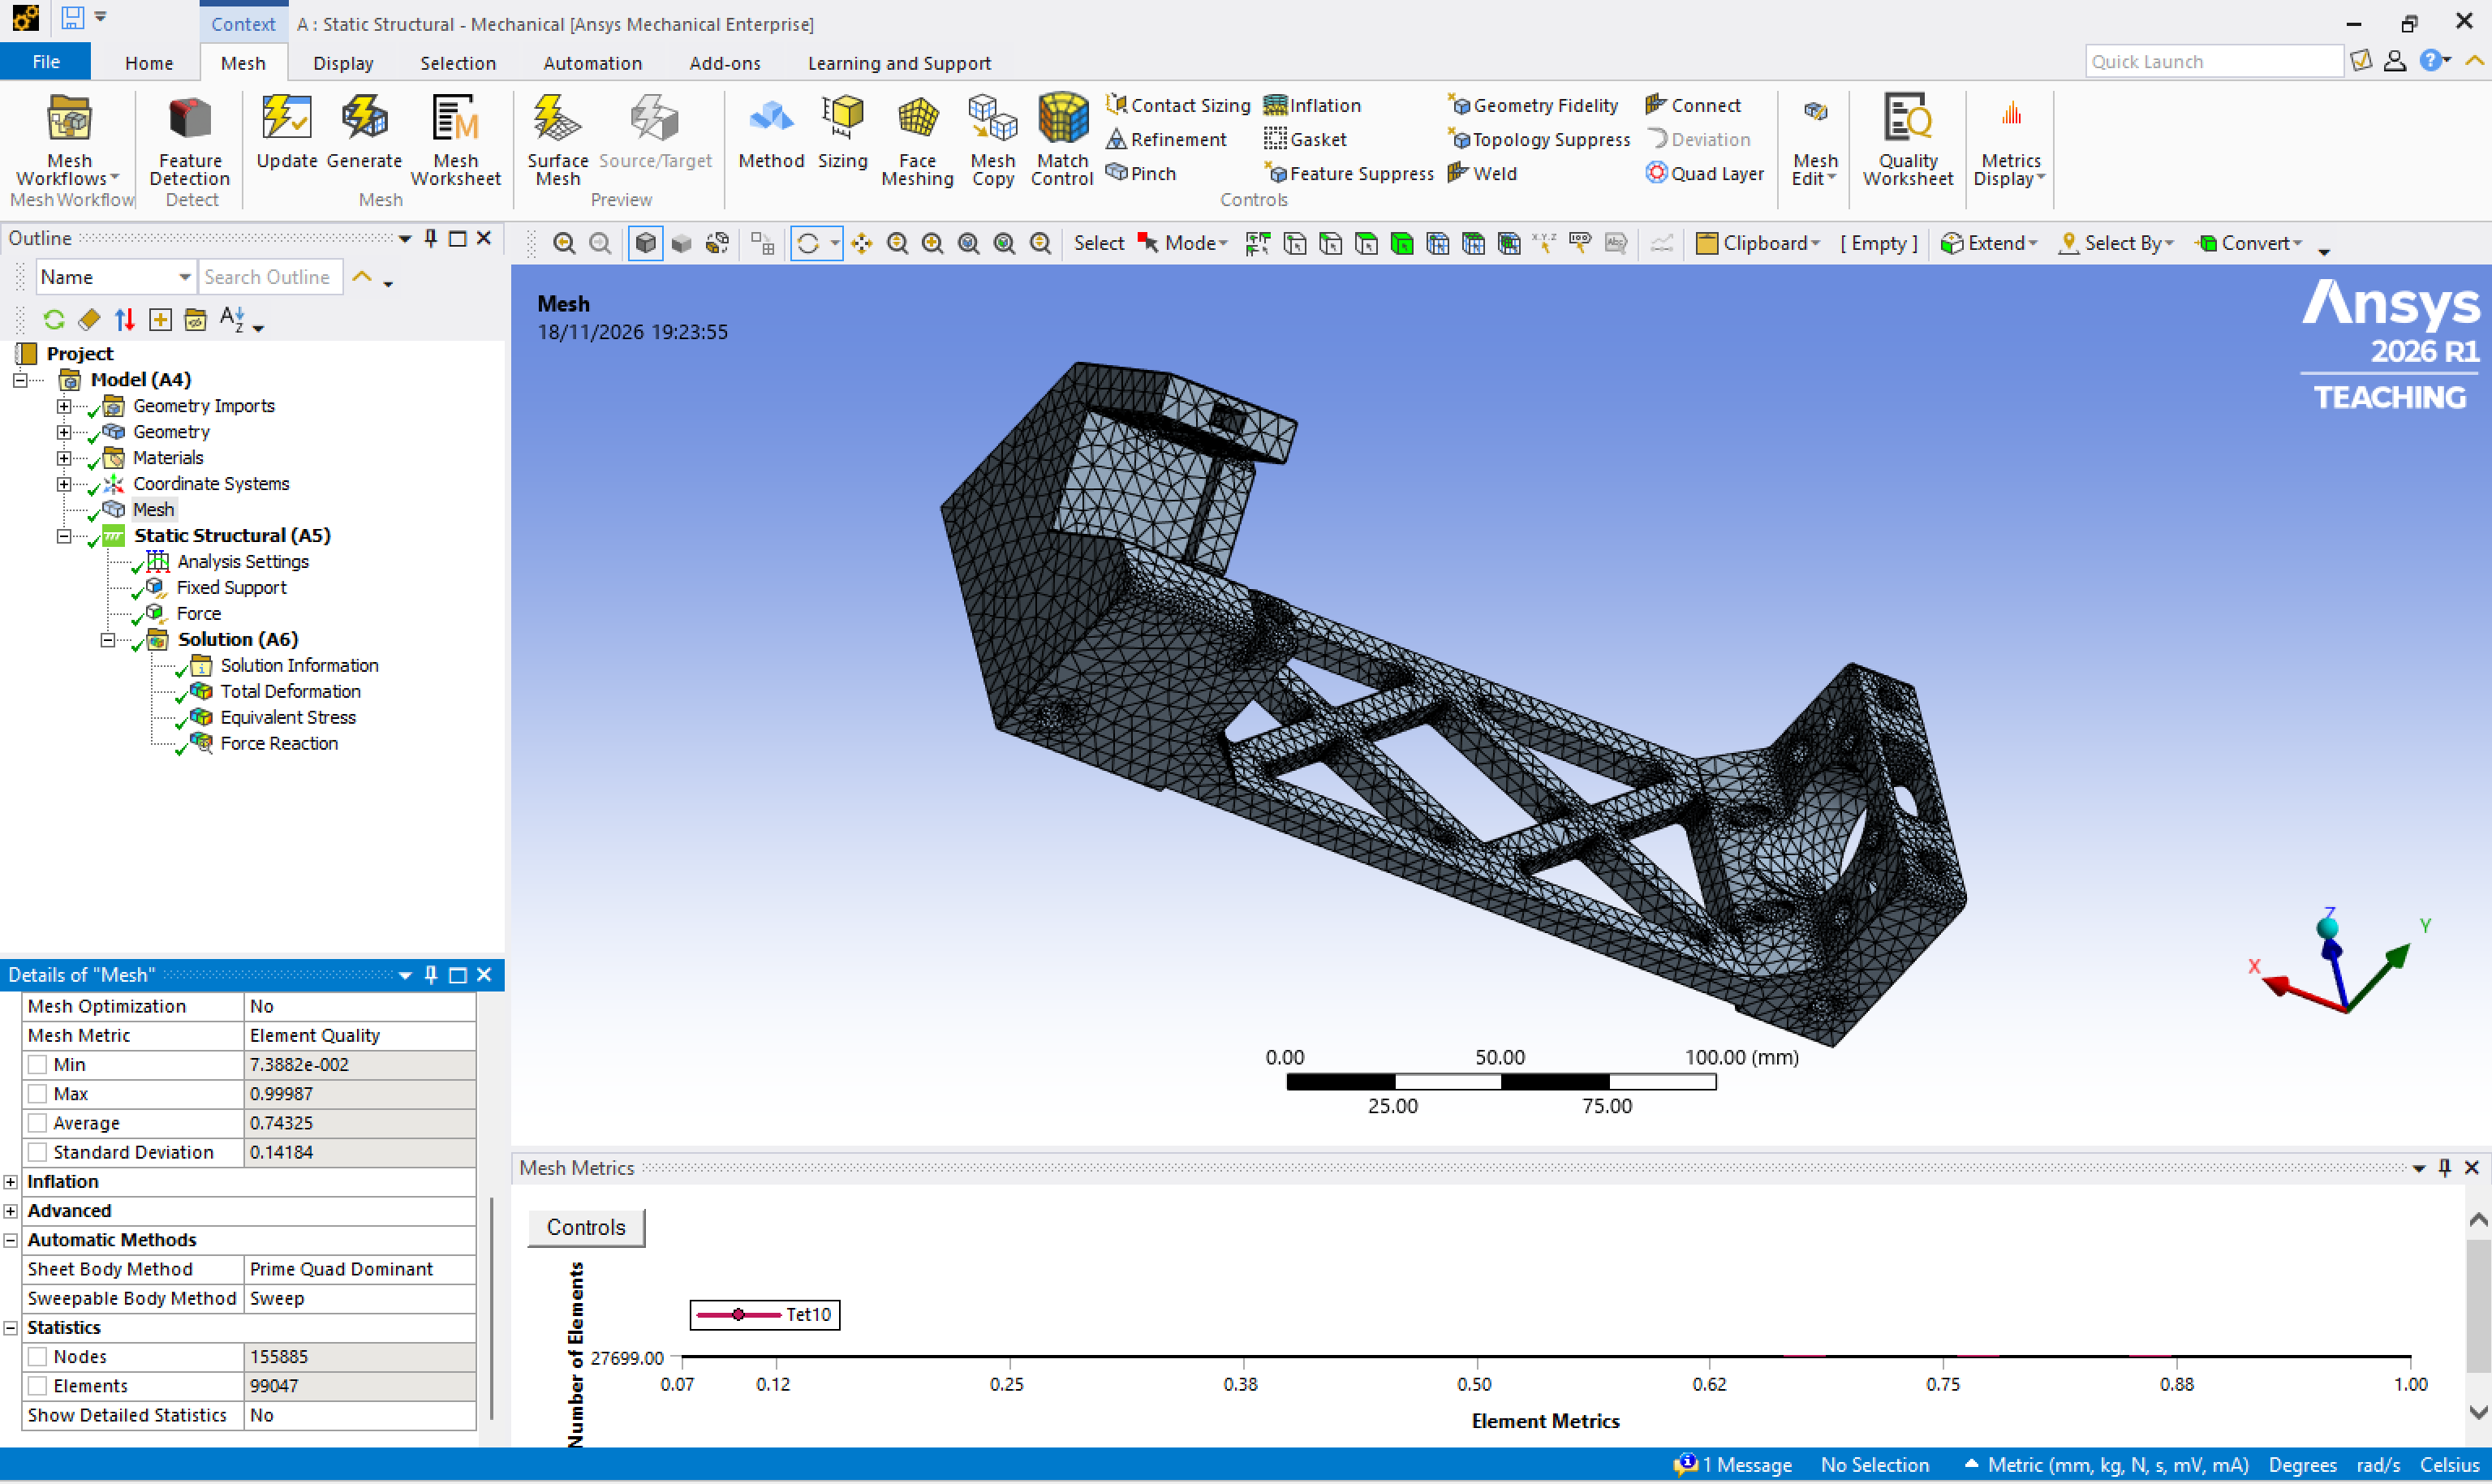 Context A : Static Structural - Mechanical [Ansys Mechanical Enterprise]
File Home Mesh Display Selection Automation Add-ons Learning and Support Quick Launch
Mesh Workflows
Mesh Workflow
Feature Detection
Detect
Update Generate Mesh Worksheet
Mesh
Surface Mesh Source/Target
Preview
Method Sizing Face Meshing Mesh Copy Match Control
Contact Sizing Inflation Geometry Fidelity Connect
Refinement Gasket Topology Suppress Deviation
Pinch Feature Suppress Weld Quad Layer
Controls
Mesh Edit
Quality Worksheet
Metrics Display
Outline
Name Search Outline
Select Mode Clipboard [ Empty ] Extend Select By Convert
Project
Model (A4)
Geometry Imports
Geometry
Materials
Coordinate Systems
Mesh
Static Structural (A5)
Analysis Settings
Fixed Support
Force
Solution (A6)
Solution Information
Total Deformation
Equivalent Stress
Force Reaction
Mesh
18/11/2026 19:23:55
Ansys
2026 R1
TEACHING
Z
Y
X
0.00 50.00 100.00 (mm)
25.00 75.00
Details of "Mesh"
Mesh Optimization No
Mesh Metric Element Quality
Min 7.3882e-002
Max 0.99987
Average 0.74325
Standard Deviation 0.14184
Inflation
Advanced
Automatic Methods
Sheet Body Method Prime Quad Dominant
Sweepable Body Method Sweep
Statistics
Nodes 155885
Elements 99047
Show Detailed Statistics No
Mesh Metrics
Controls
Tet10
Number of Elements
27699.00
0.07 0.12 0.25 0.38 0.50 0.62 0.75 0.88 1.00
Element Metrics
1 Message No Selection Metric (mm, kg, N, s, mV, mA) Degrees rad/s Celsius